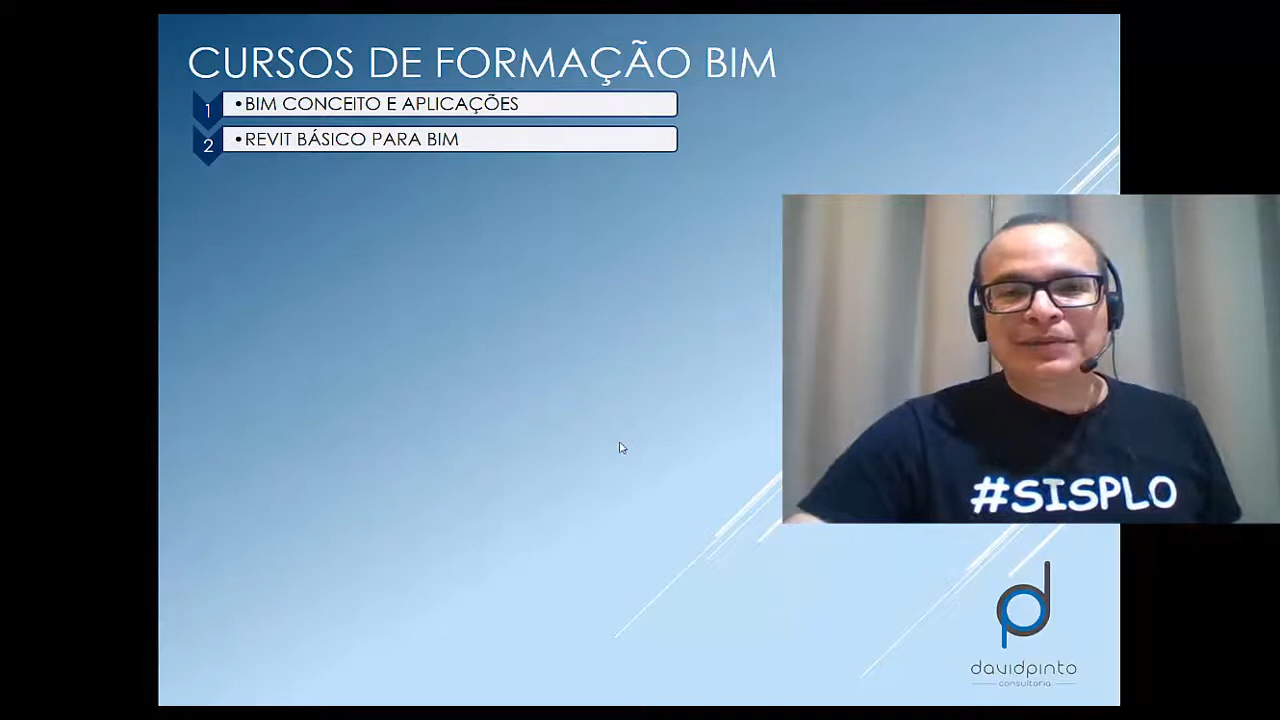 CURSOS DE FORMAÇÃO BIM
1 •BIM CONCEITO E APLICAÇÕES
2 •REVIT BÁSICO PARA BIM
#SISPLO
davidpinto
consultoria